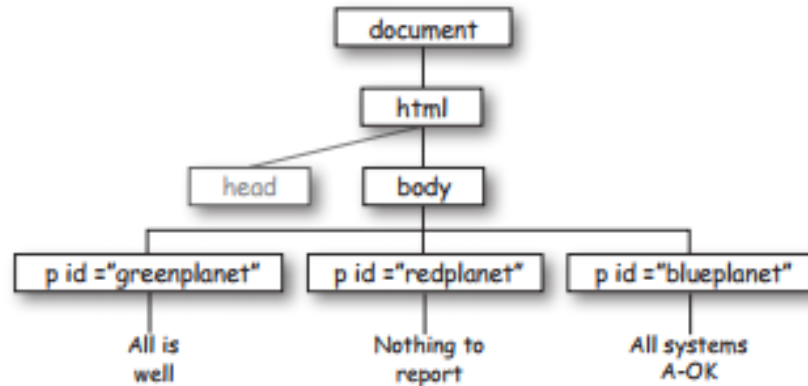 document
html
head
body
p id ="greenplanet"
p id ="redplanet"
p id ="blueplanet"
All is
well
Nothing to
report
All systems
A-OK